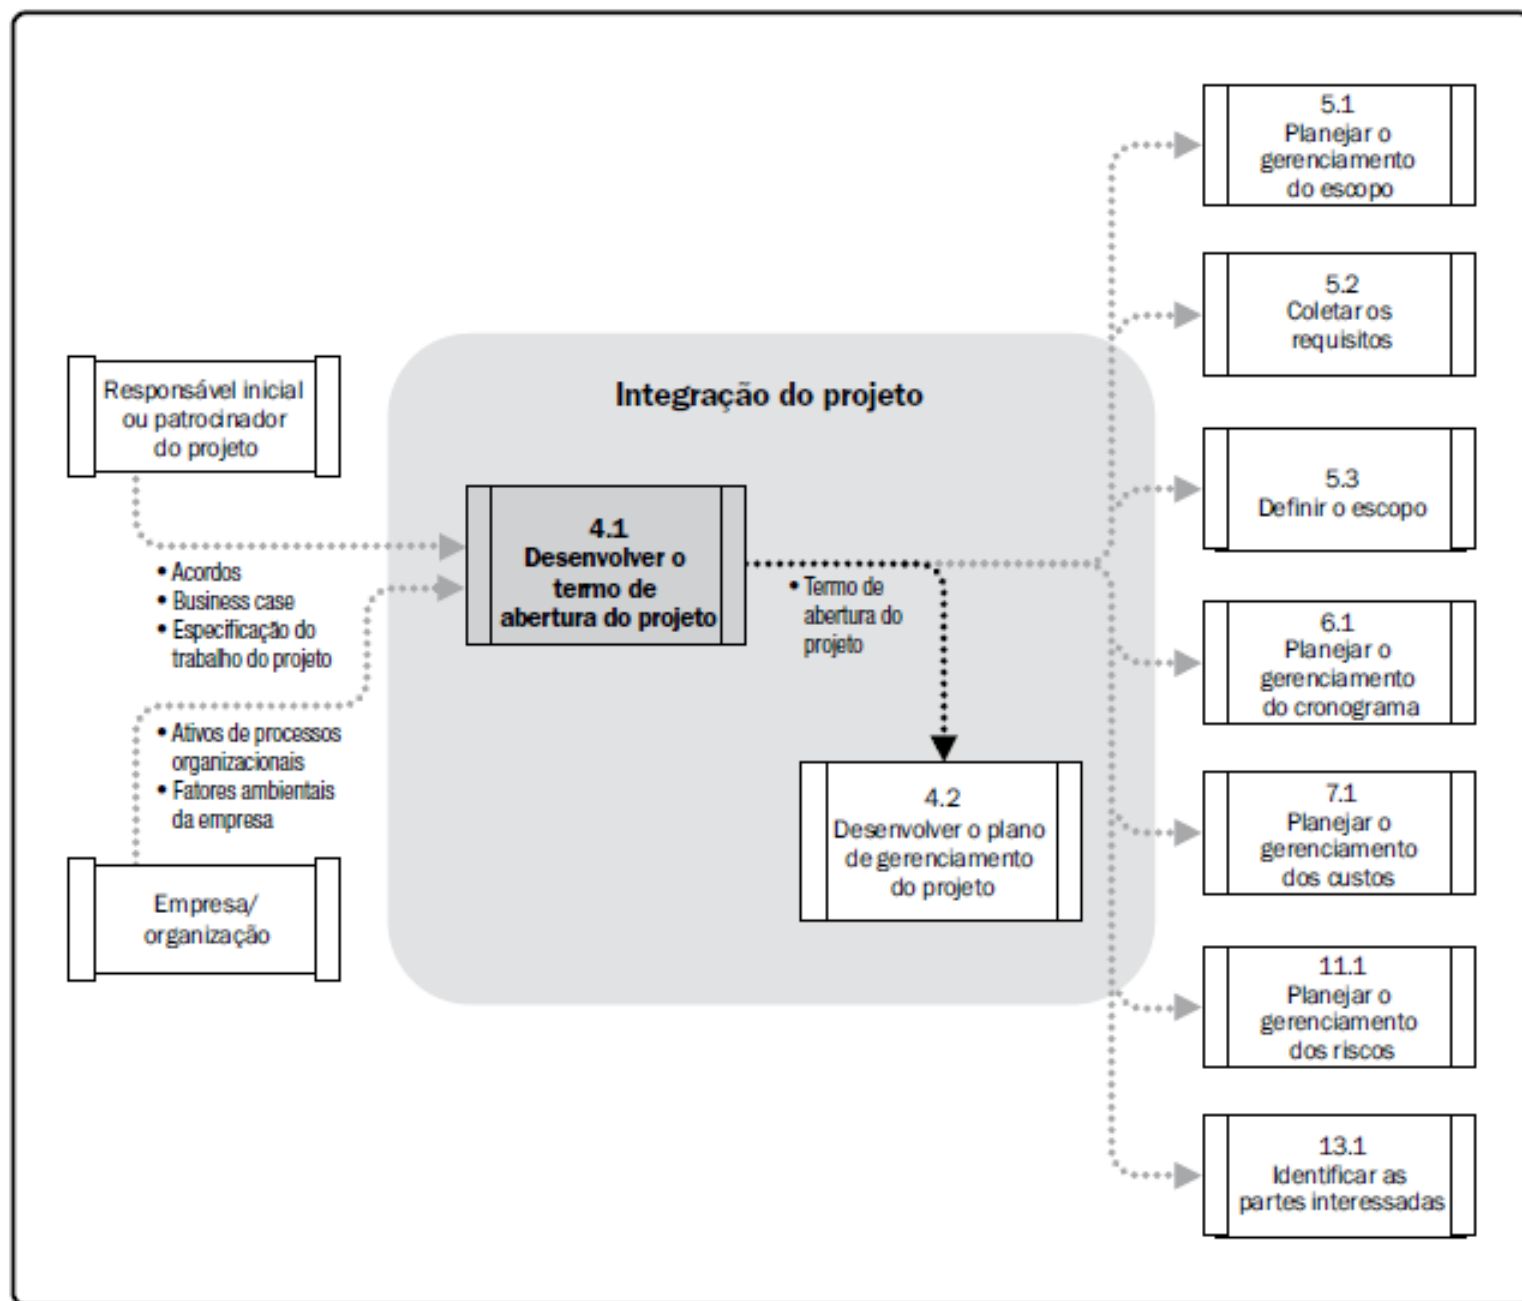 Responsável inicial
ou patrocinador
do projeto
• Acordos
• Business case
• Especificação do
trabalho do projeto
• Ativos de processos
organizacionais
• Fatores ambientais
da empresa
Empresa/
organização
Integração do projeto
4.1
Desenvolver o
termo de
abertura do projeto
• Termo de
abertura do
projeto
4.2
Desenvolver o plano
de gerenciamento
do projeto
5.1
Planejar o
gerenciamento
do escopo
5.2
Coletar os
requisitos
5.3
Definir o escopo
6.1
Planejar o
gerenciamento
do cronograma
7.1
Planejar o
gerenciamento
dos custos
11.1
Planejar o
gerenciamento
dos riscos
13.1
Identificar as
partes interessadas